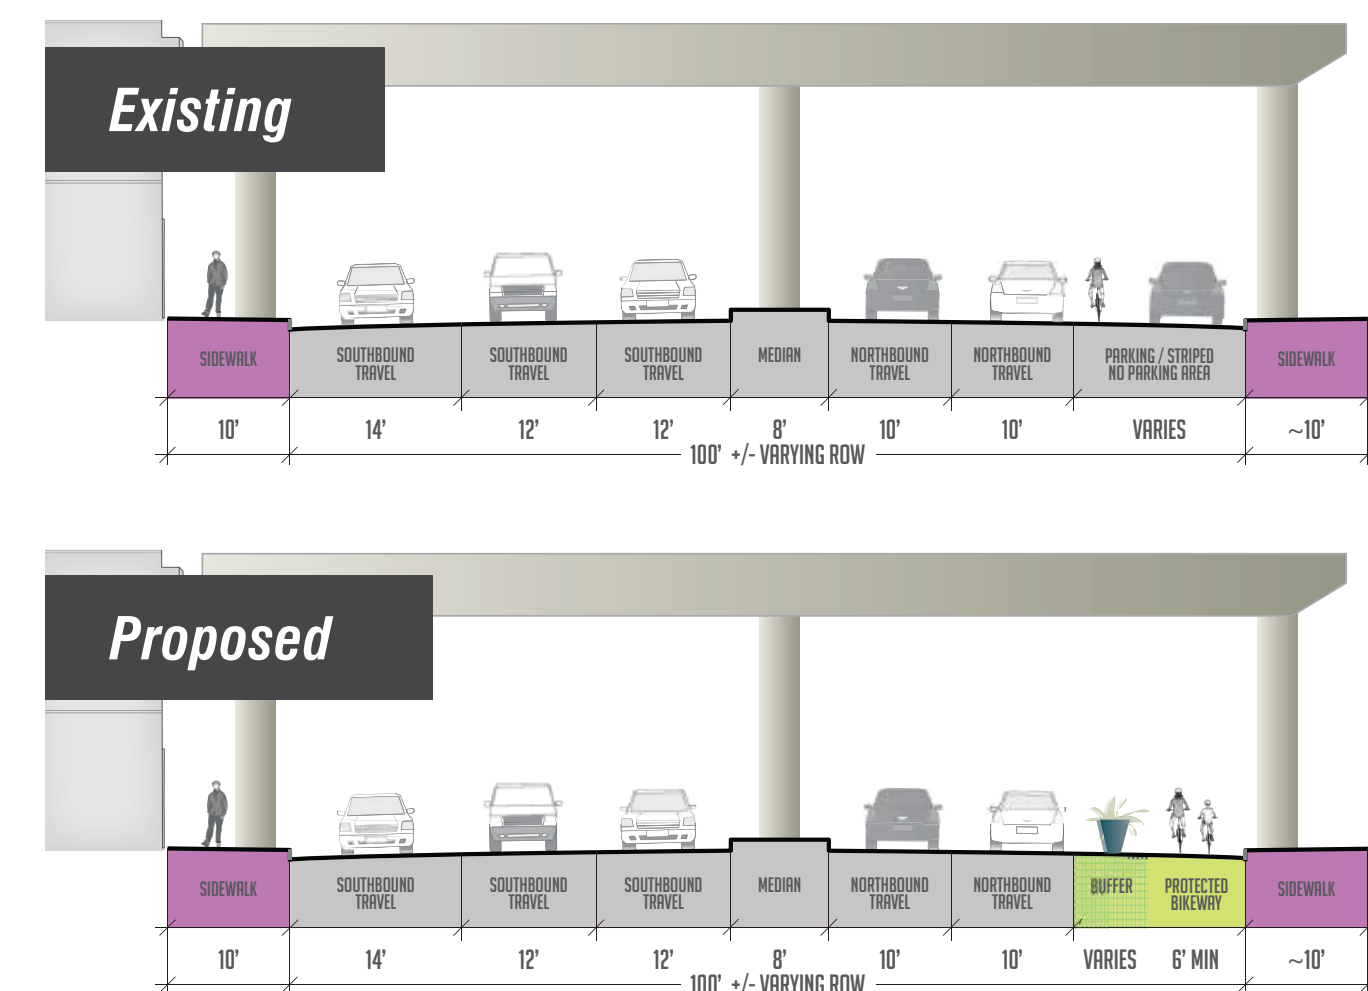 Existing
SIDEWALK
SOUTHBOUND
TRAVEL
SOUTHBOUND
TRAVEL
SOUTHBOUND
TRAVEL
MEDIAN
NORTHBOUND
TRAVEL
NORTHBOUND
TRAVEL
PARKING / STRIPED
NO PARKING AREA
SIDEWALK
10' 14' 12' 12' 8' 10' 10' VARIES ~10'
100' +/- VARYING ROW
Proposed
SIDEWALK
SOUTHBOUND
TRAVEL
SOUTHBOUND
TRAVEL
SOUTHBOUND
TRAVEL
MEDIAN
NORTHBOUND
TRAVEL
NORTHBOUND
TRAVEL
BUFFER
PROTECTED
BIKEWAY
SIDEWALK
10' 14' 12' 12' 8' 10' 10' VARIES 6' MIN ~10'
100' +/- VARYING ROW